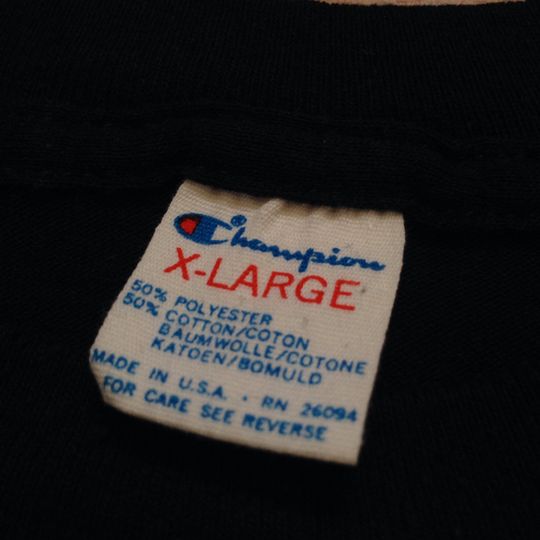 Champion
X-LARGE
50% POLYESTER
50% COTTON/COTON
BAUMWOLLE/COTONE
KATOEN/BOMULD
MADE IN U.S.A. · RN 26094
FOR CARE SEE REVERSE